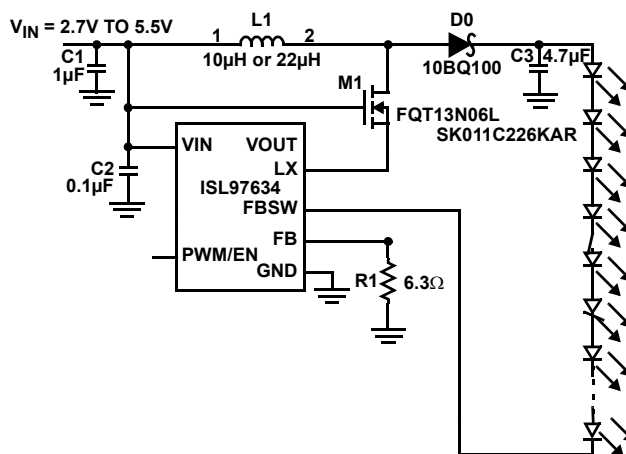 V_IN = 2.7V TO 5.5V
L1
D0
1
2
C1
1µF
10µH or 22µH
10BQ100
C3
4.7µF
M1
FQT13N06L
SK011C226KAR
VIN
VOUT
LX
C2
0.1µF
ISL97634
FBSW
FB
PWM/EN
GND
R1
6.3Ω